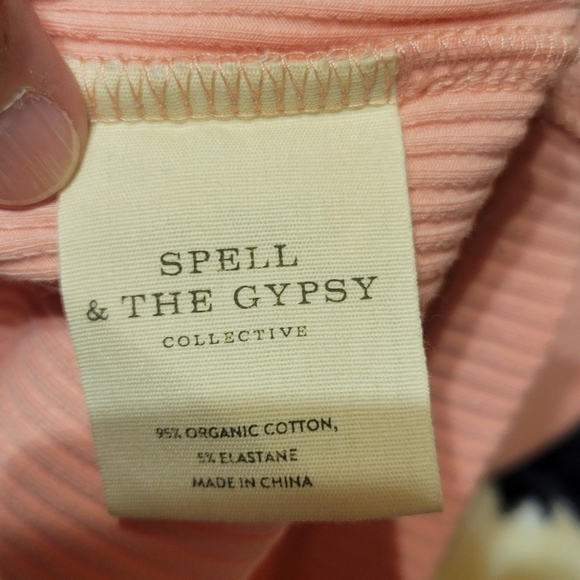 SPELL
& THE GYPSY
COLLECTIVE
95% ORGANIC COTTON,
5% ELASTANE
MADE IN CHINA